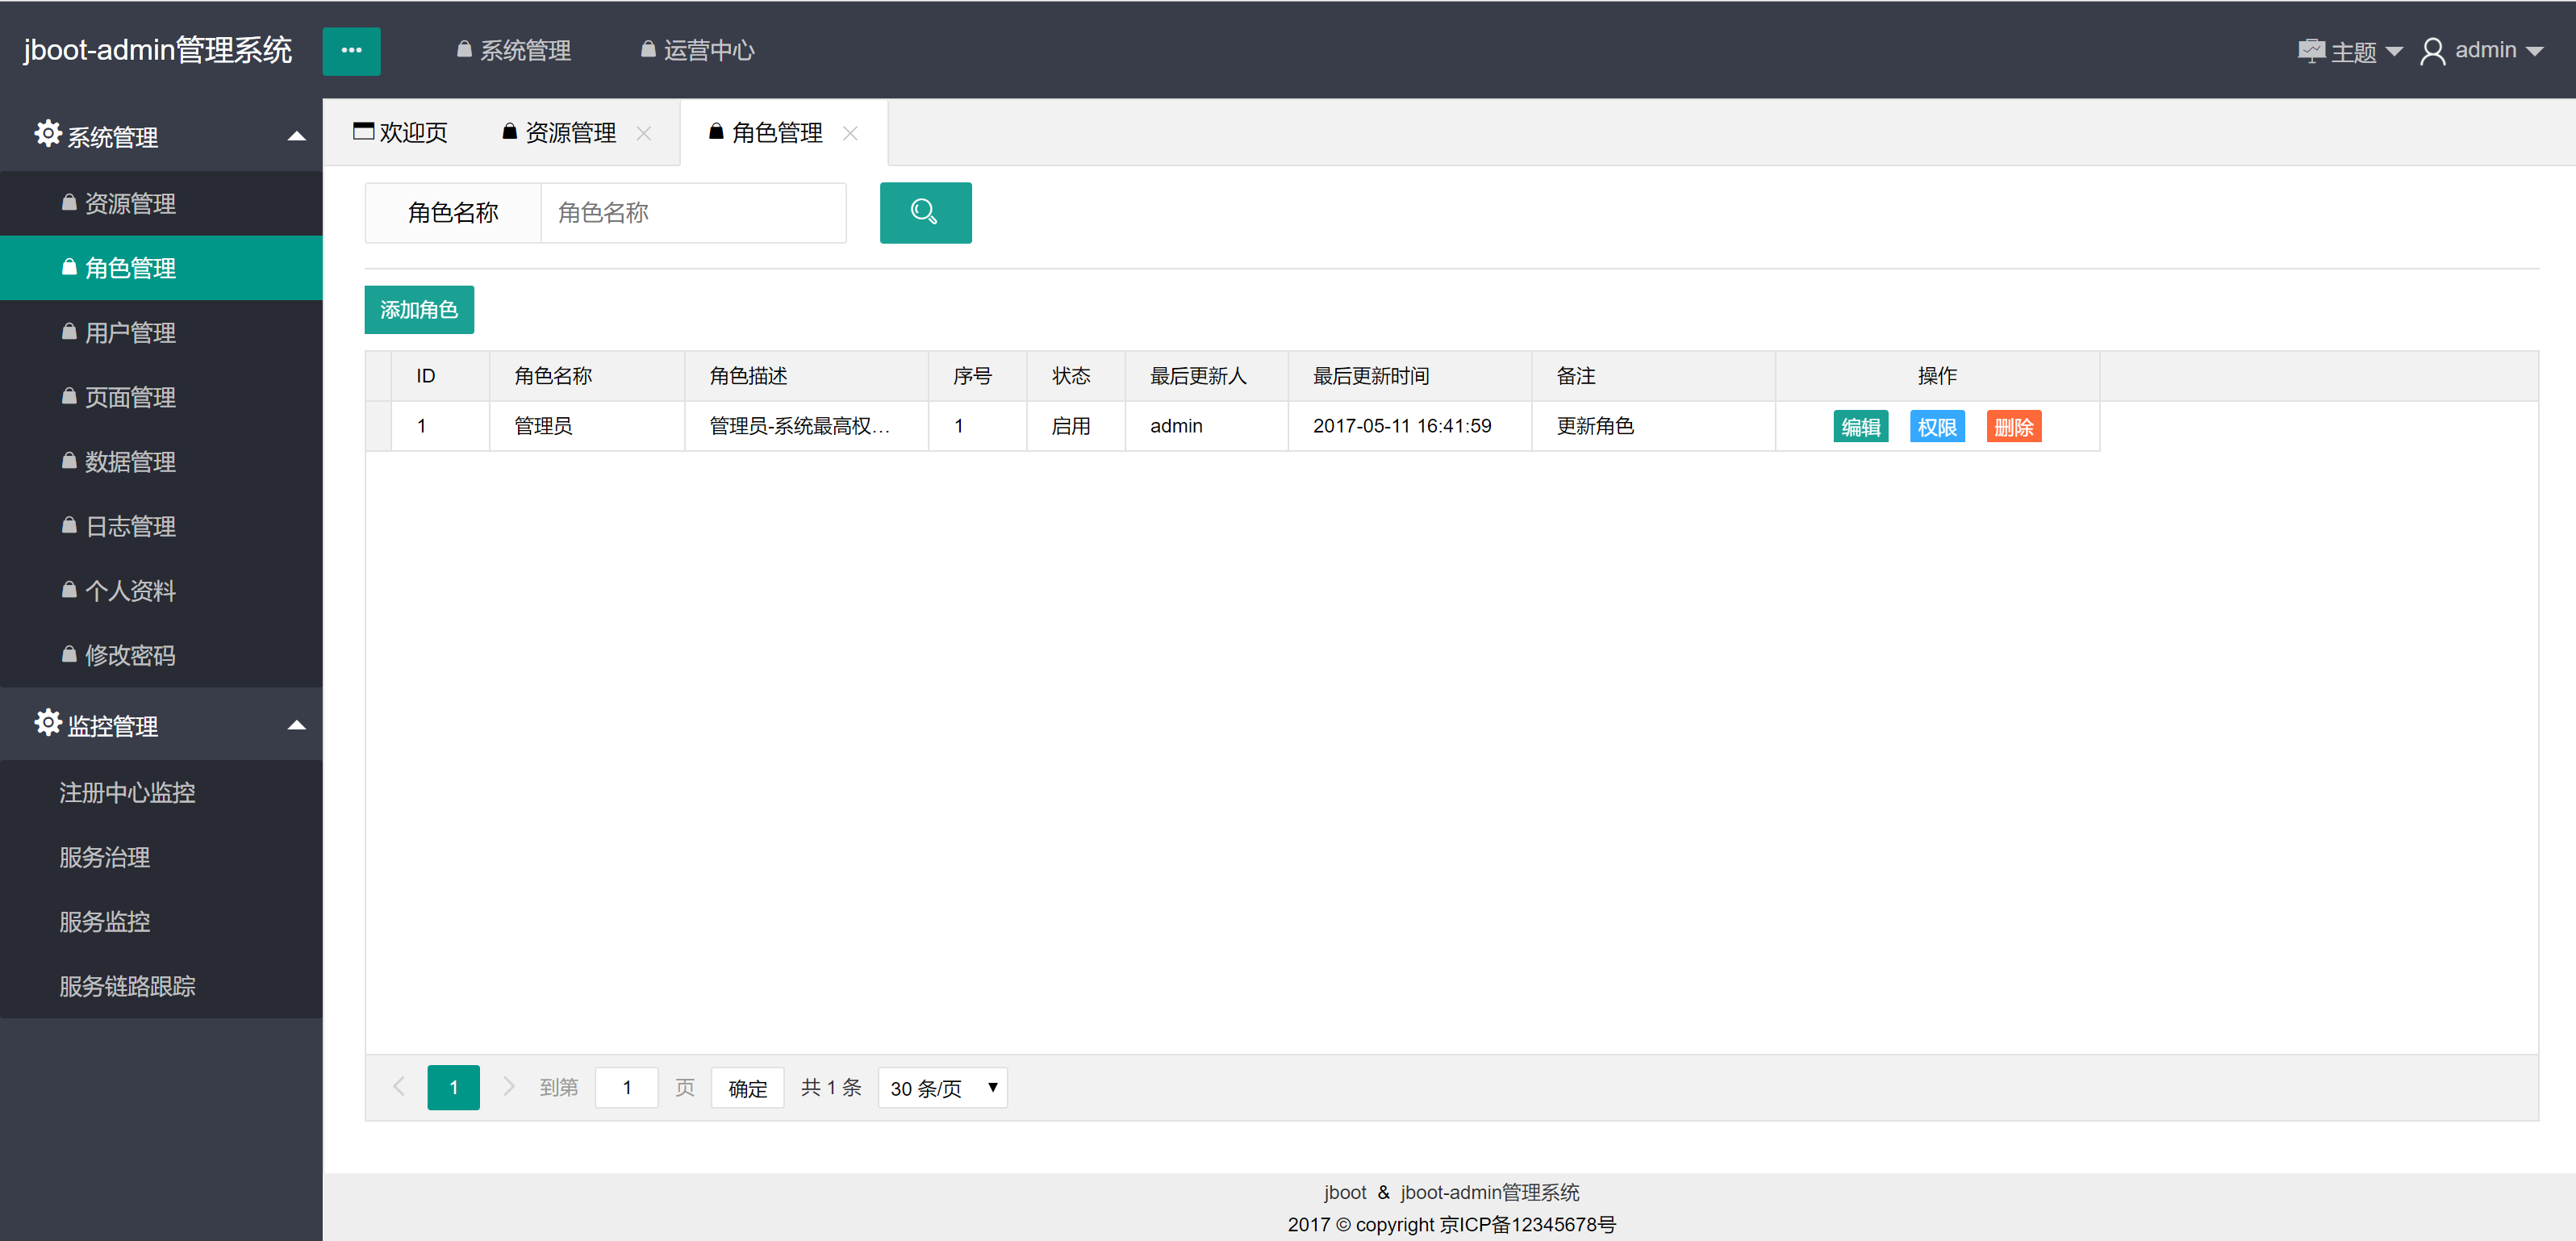 jboot-admin管理系统 系统管理 运营中心 主题 admin
系统管理
资源管理
角色管理
用户管理
页面管理
数据管理
日志管理
个人资料
修改密码
监控管理
注册中心监控
服务治理
服务监控
服务链路跟踪
欢迎页 资源管理 角色管理
角色名称 角色名称
添加角色
ID 角色名称 角色描述 序号 状态 最后更新人 最后更新时间 备注 操作
1 管理员 管理员-系统最高权... 1 启用 admin 2017-05-11 16:41:59 更新角色 编辑 权限 删除
1 到第 1 页 确定 共 1 条 30 条/页
jboot & jboot-admin管理系统
2017 © copyright 京ICP备12345678号